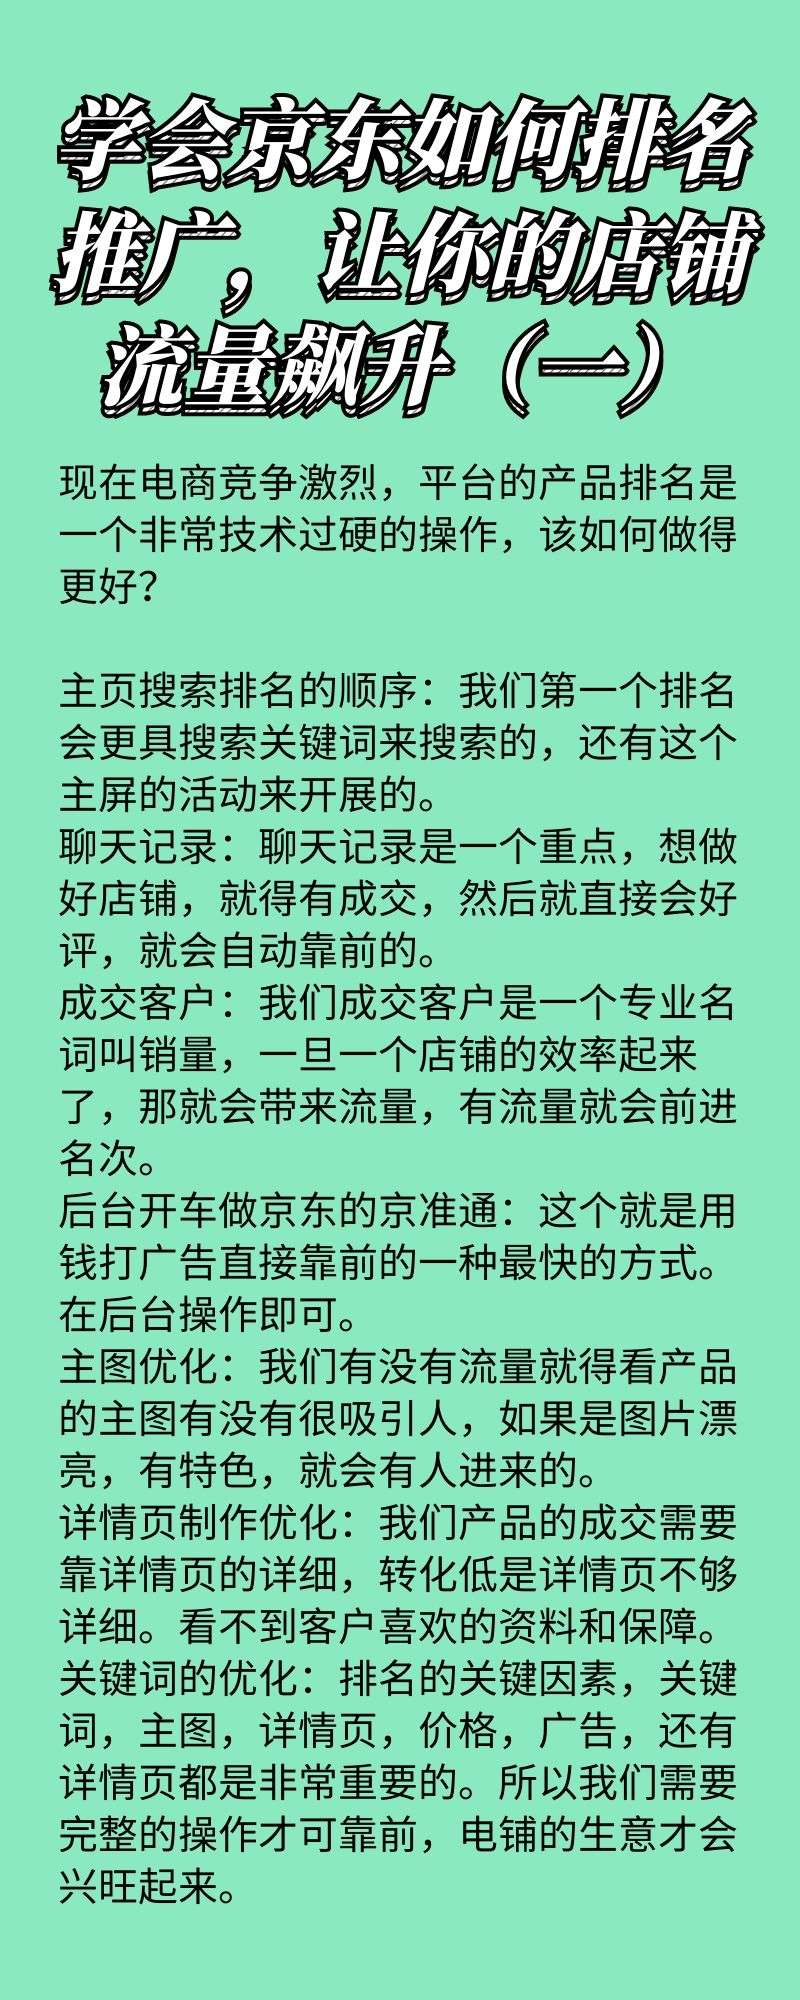 学会京东如何排名
推广，让你的店铺
流量飙升（一）
现在电商竞争激烈，平台的产品排名是
一个非常技术过硬的操作，该如何做得
更好？
主页搜索排名的顺序：我们第一个排名
会更具搜索关键词来搜索的，还有这个
主屏的活动来开展的。
聊天记录：聊天记录是一个重点，想做
好店铺，就得有成交，然后就直接会好
评，就会自动靠前的。
成交客户：我们成交客户是一个专业名
词叫销量，一旦一个店铺的效率起来
了，那就会带来流量，有流量就会前进
名次。
后台开车做京东的京准通：这个就是用
钱打广告直接靠前的一种最快的方式。
在后台操作即可。
主图优化：我们有没有流量就得看产品
的主图有没有很吸引人，如果是图片漂
亮，有特色，就会有人进来的。
详情页制作优化：我们产品的成交需要
靠详情页的详细，转化低是详情页不够
详细。看不到客户喜欢的资料和保障。
关键词的优化：排名的关键因素，关键
词，主图，详情页，价格，广告，还有
详情页都是非常重要的。所以我们需要
完整的操作才可靠前，电铺的生意才会
兴旺起来。